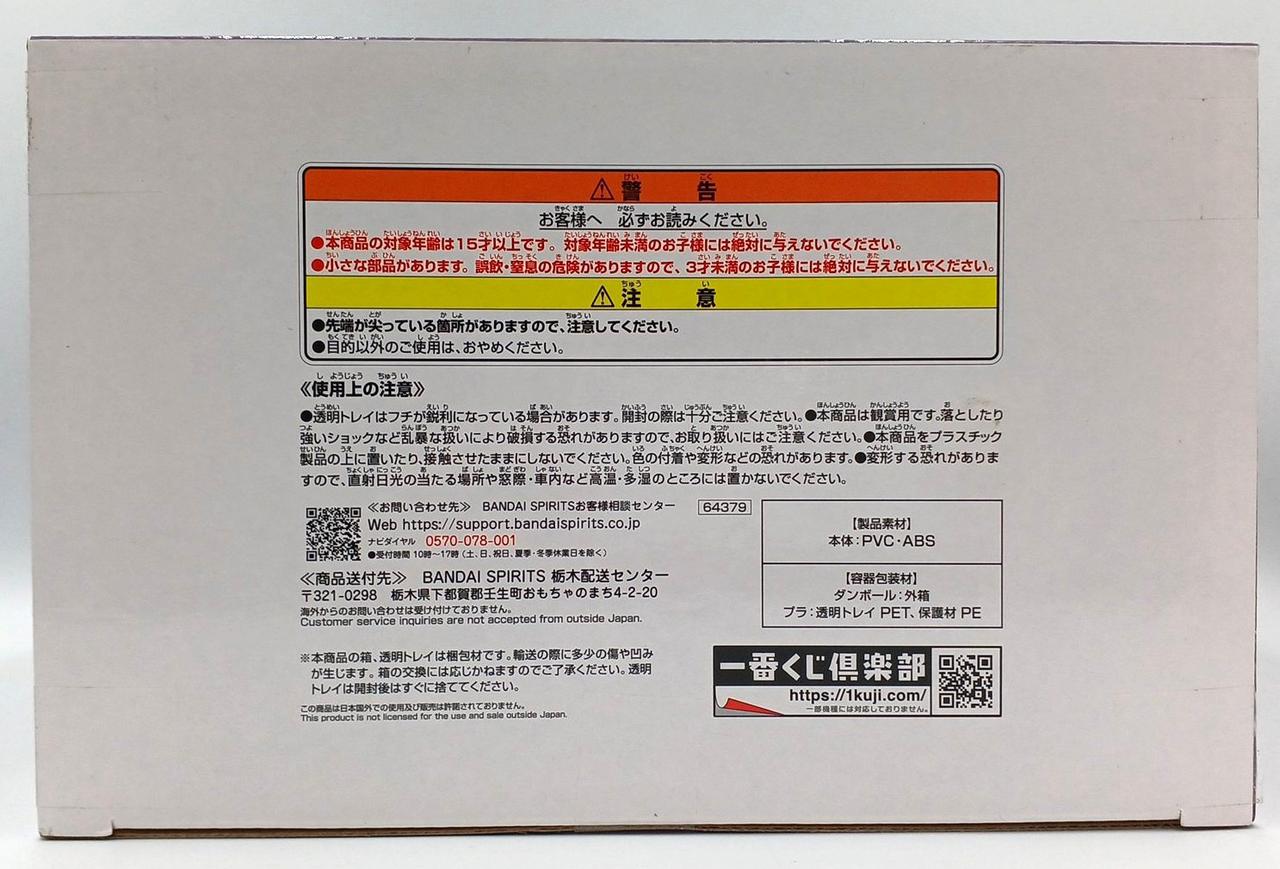 ⚠警告
お客様へ 必ずお読みください。
●本商品の対象年齢は15才以上です。対象年齢未満のお子様には絶対に与えないでください。
●小さな部品があります。誤飲・窒息の危険がありますので、3才未満のお子様には絶対に与えないでください。
⚠注意
●先端が尖っている箇所がありますので、注意してください。
●目的以外のご使用は、おやめください。
《使用上の注意》
●透明トレイはフチが鋭利になっている場合があります。開封の際は十分ご注意ください。●本商品は観賞用です。落としたり
強いショックなど乱暴な扱いにより破損する恐れがありますので、お取り扱いにはご注意ください。●本商品をプラスチック
製品の上に置いたり、接触させたままにしないでください。色の付着や変形などの恐れがあります。●変形する恐れがありま
すので、直射日光の当たる場所や窓際・車内など高温・多湿のところには置かないでください。
≪お問い合わせ先≫ BANDAI SPIRITSお客様相談センター
Web https://support.bandaispirits.co.jp
ナビダイヤル 0570-078-001
●受付時間 10時〜17時(土、日、祝日、夏季・冬季休業日を除く)
64379
≪商品送付先≫ BANDAI SPIRITS 栃木配送センター
〒321-0298 栃木県下都賀郡壬生町おもちゃのまち4-2-20
海外からのお問い合わせは受け付けておりません。
Customer service inquiries are not accepted from outside Japan.
【製品素材】
本体:PVC・ABS
【容器包装材】
ダンボール:外箱
プラ:透明トレイ PET、保護材 PE
※本商品の箱、透明トレイは梱包材です。輸送の際に多少の傷や凹み
が生じます。箱の交換には応じかねますのでご了承ください。透明
トレイは開封後はすぐに捨ててください。
この商品は日本国外での使用及び販売は許諾されておりません。
This product is not licensed for the use and sale outside Japan.
一番くじ倶楽部
https://1kuji.com/
一部機種には対応しておりません。